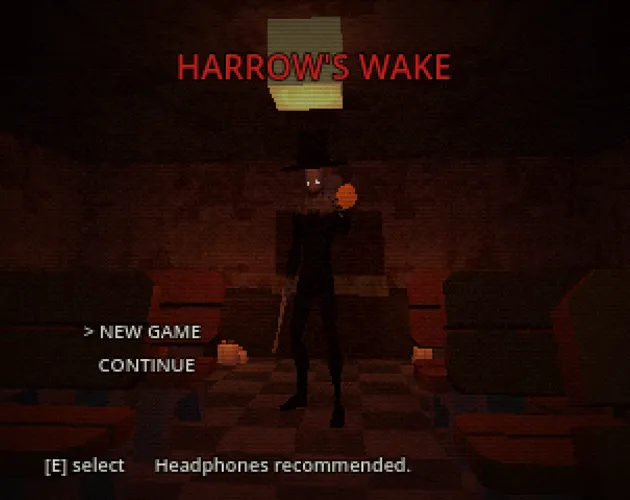 HARROW'S WAKE
> NEW GAME
CONTINUE
[E] select Headphones recommended.